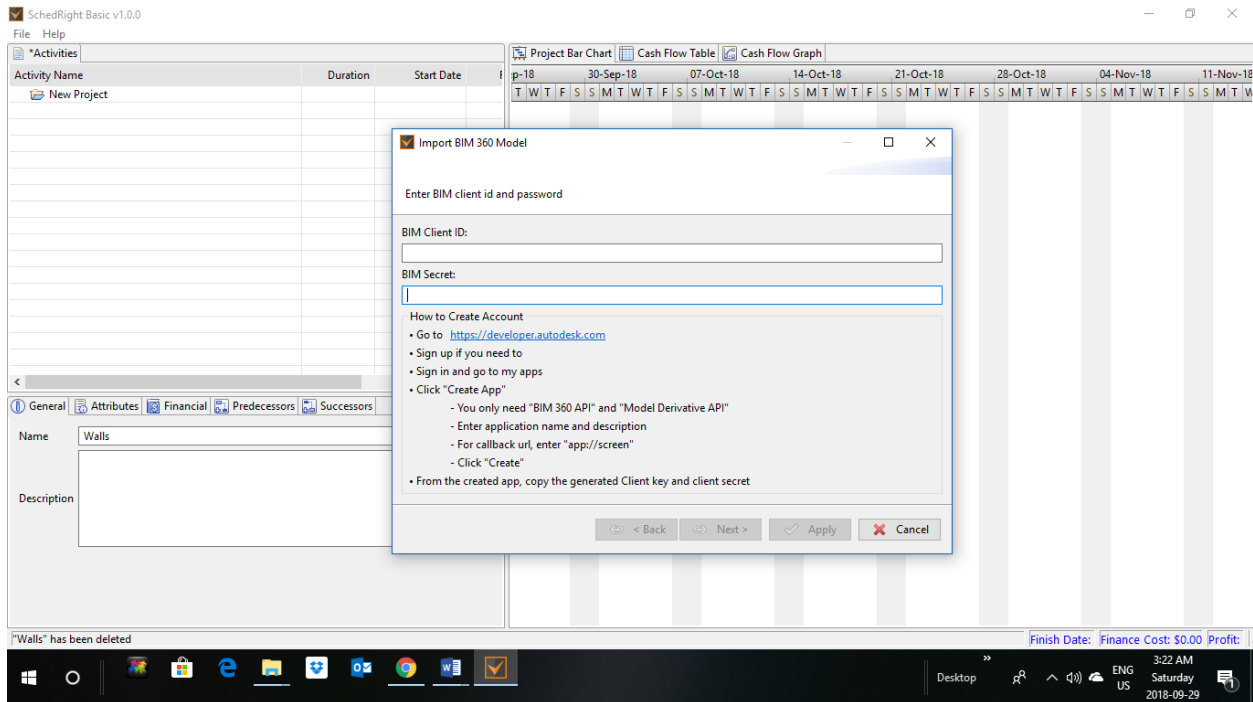 SchedRight Basic v1.0.0
File Help
*Activities
Activity Name Duration Start Date
New Project
Project Bar Chart Cash Flow Table Cash Flow Graph
p-18 30-Sep-18 07-Oct-18 14-Oct-18 21-Oct-18 28-Oct-18 04-Nov-18 11-Nov-18
T W T F S S M T W T F S S M T W T F S S M T W T F S S M T W T F S S M T W T F S S M T W T F S S M T W T F S S M T W
Import BIM 360 Model
Enter BIM client id and password
BIM Client ID:
BIM Secret:
How to Create Account
• Go to https://developer.autodesk.com
• Sign up if you need to
• Sign in and go to my apps
• Click "Create App"
- You only need "BIM 360 API" and "Model Derivative API"
- Enter application name and description
- For callback url, enter "app://screen"
- Click "Create"
• From the created app, copy the generated Client key and client secret
< Back Next > Apply Cancel
General Attributes Financial Predecessors Successors
Name Walls
Description
"Walls" has been deleted
Finish Date: Finance Cost: $0.00 Profit:
Desktop
ENG
US
3:22 AM
Saturday
2018-09-29
1